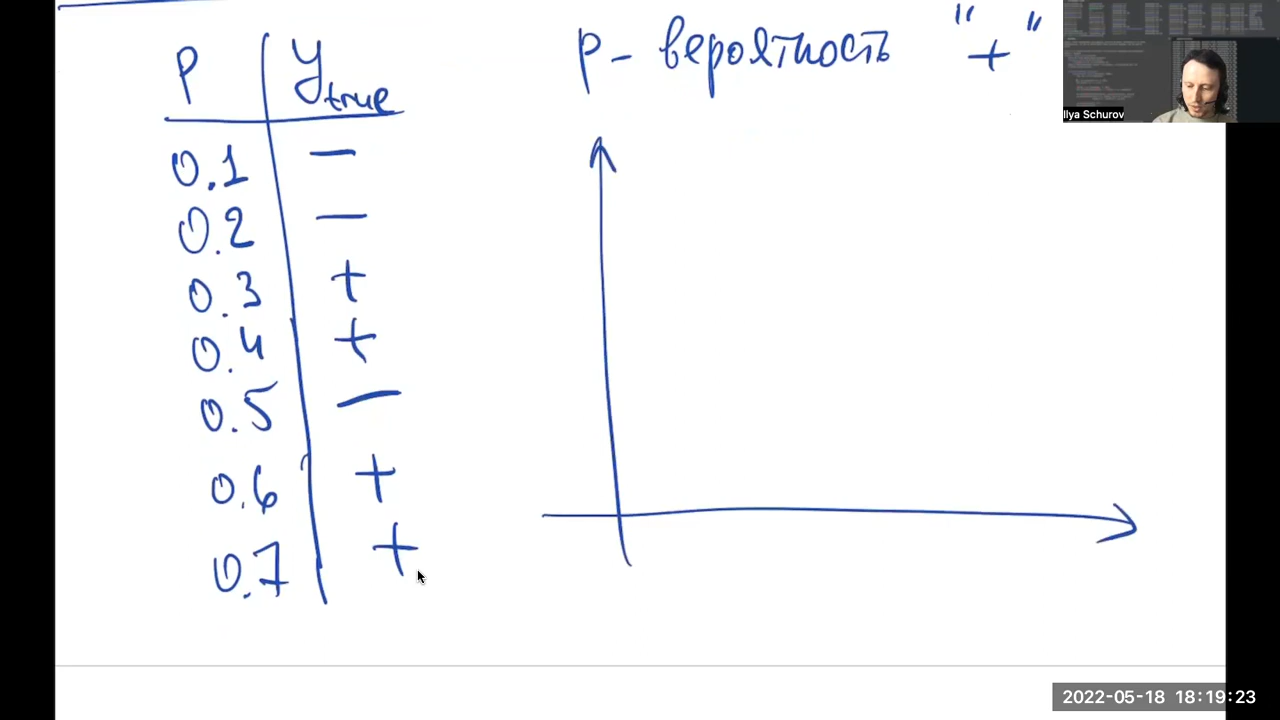 p y true
p - вероятность "+"
0.1 −
0.2 −
0.3 +
0.4 +
0.5 −
0.6 +
0.7 +
Ilya Schurov
2022-05-18 18:19:23